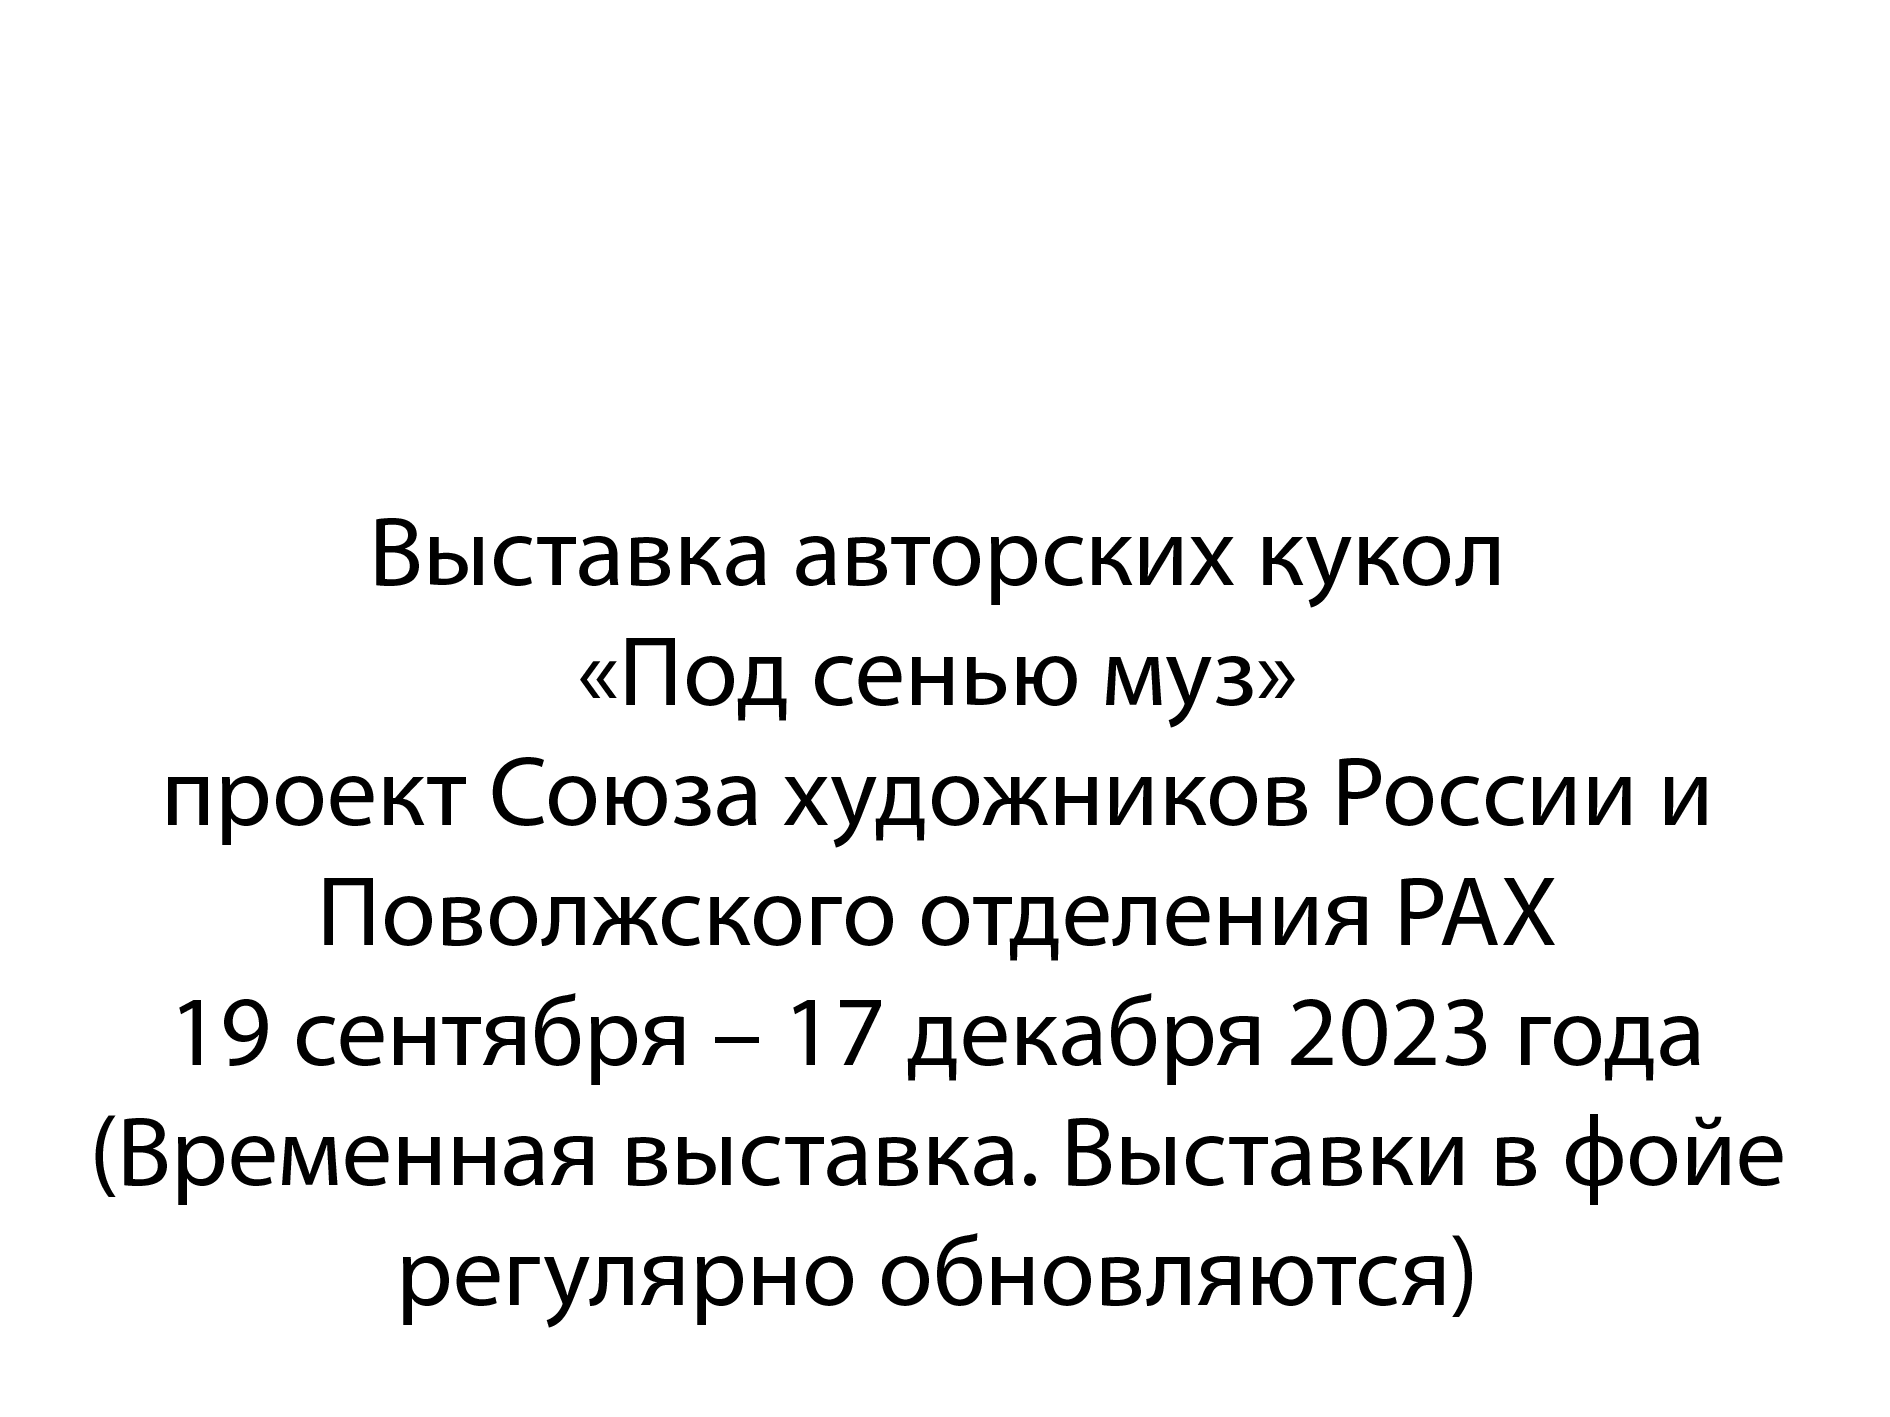 Выставка авторских кукол
«Под сенью муз»
проект Союза художников России и
Поволжского отделения РАХ
19 сентября – 17 декабря 2023 года
(Временная выставка. Выставки в фойе
регулярно обновляются)